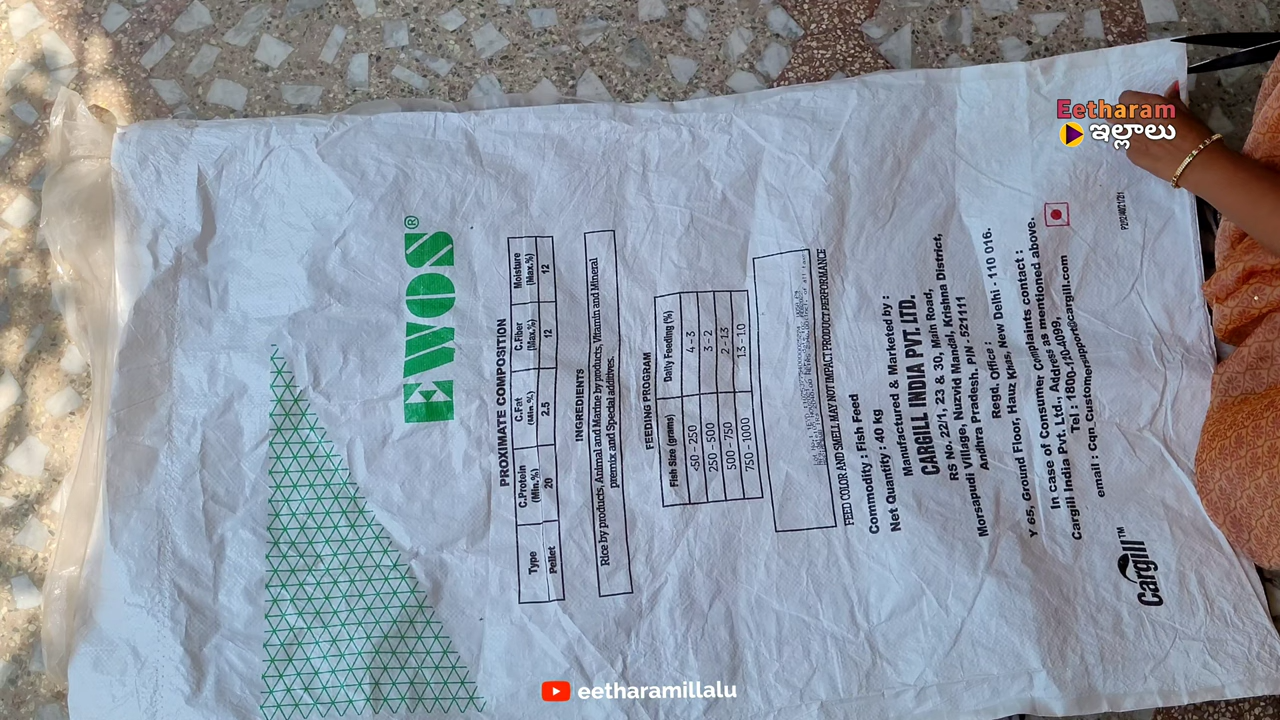 Eetharam
ఇల్లాలు
EWOS®
PROXIMATE COMPOSITION
Type C.Protein (Min.%) C.Fat (Min.%) C.Fiber (Max.%) Moisture (Max.%)
Pellet 20 2.5 12 12
INGREDIENTS
Rice by products, Animal and Marine by products, Vitamin and Mineral
premix and Special additives.
FEEDING PROGRAM
Fish Size (grams) Daily Feeding (%)
<50 - 250 4 - 3
250 - 500 3 - 2
500 - 750 2 - 1.3
750 - 1000 1.3 - 1.0
FEED COLOR AND SMELL MAY NOT IMPACT PRODUCT PERFORMANCE
Commodity : Fish Feed
Net Quantity : 40 kg
Manufactured & Marketed by :
CARGILL INDIA PVT. LTD.
RS No. 22/1, 23 & 30, Main Road,
Morsapudi Village, Nuzvid Mandal, Krishna District,
Andhra Pradesh. PIN - 521111
Regd. Office :
Y 65, Ground Floor, Hauz Khas, New Delhi - 110 016.
In case of Consumer Complaints contact :
Cargill India Pvt. Ltd., Address as mentioned above.
Tel : 1800-120-4099,
email : Cqn_Customersupport@cargill.com
Cargill™
eetharamillalu